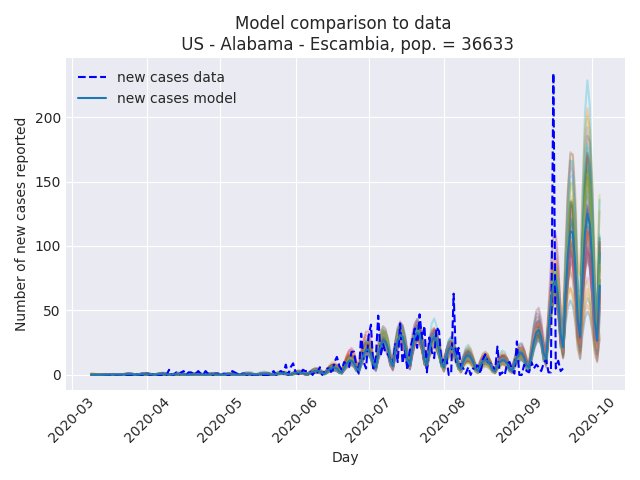 Model comparison to data
US - Alabama - Escambia, pop. = 36633
new cases data
new cases model
Number of new cases reported
200
150
100
50
0
2020-03
2020-04
2020-05
2020-06
2020-07
2020-08
2020-09
2020-10
Day